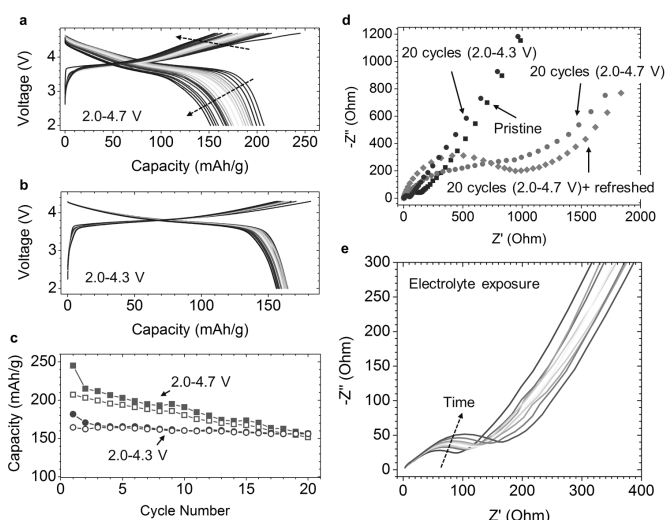 a
Voltage (V)
4
3
2
2.0-4.7 V
0 50 100 150 200 250
Capacity (mAh/g)
b
Voltage (V)
4
3
2
2.0-4.3 V
0 50 100 150
Capacity (mAh/g)
c
Capacity (mAh/g)
250
200
150
100
2.0-4.7 V
2.0-4.3 V
5 10 15 20
Cycle Number
d
-Z" (Ohm)
1200
1000
800
600
400
200
0
20 cycles (2.0-4.3 V)
20 cycles (2.0-4.7 V)
Pristine
20 cycles (2.0-4.7 V)+ refreshed
0 500 1000 1500 2000
Z' (Ohm)
e
-Z" (Ohm)
300
250
200
150
100
50
0
Electrolyte exposure
Time
0 100 200 300 400
Z' (Ohm)